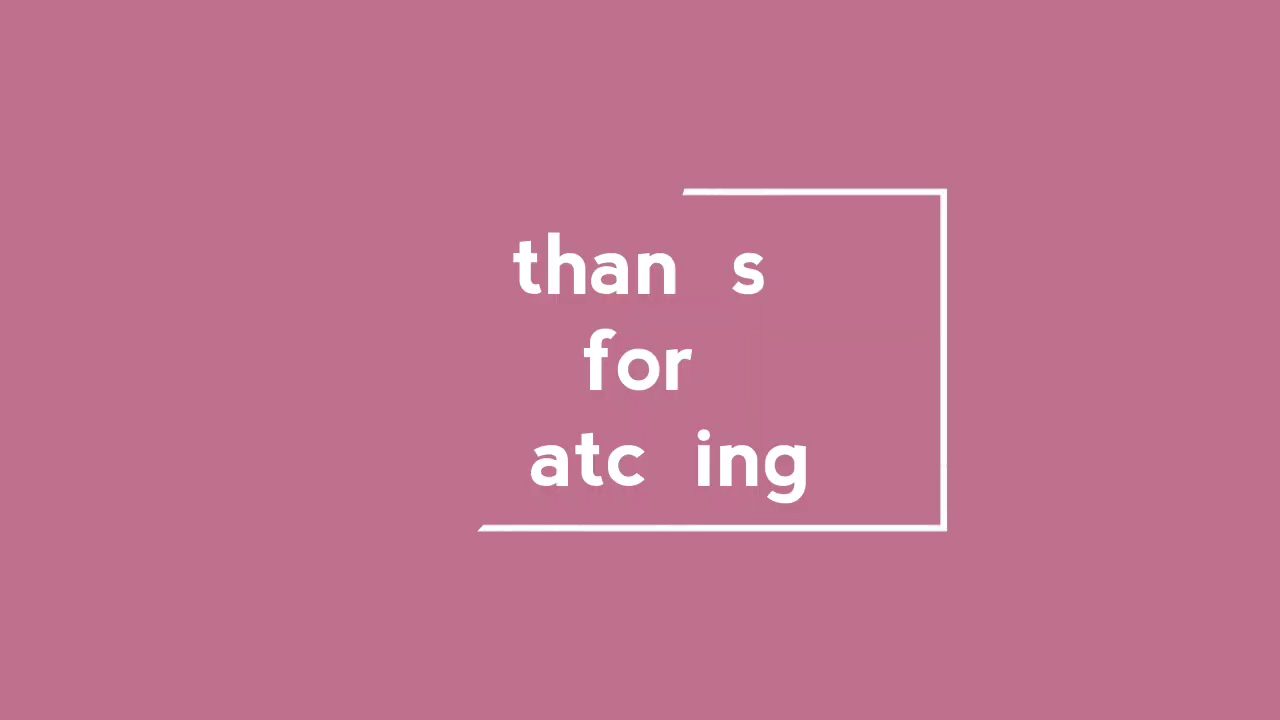 than s
for
atc ing